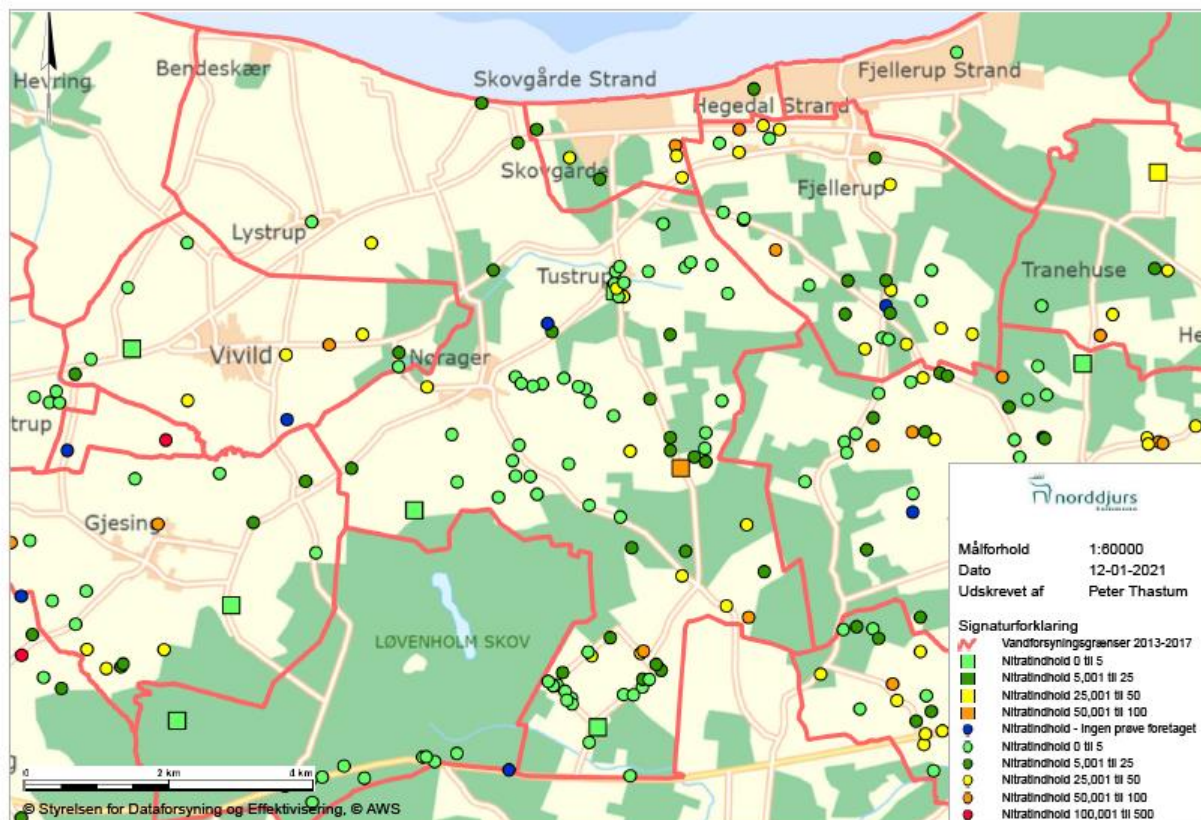 Hevring
Bendeskær
Skovgårde Strand
Fjellerup Strand
Hegedal Strand
Skovgårde
Fjellerup
Lystrup
Tustrup
Tranehuse
Vivild
Nørager
He
trup
Gjesing
LØVENHOLM SKOV
norddjurs
kommune
Målforhold 1:60000
Dato 12-01-2021
Udskrevet af Peter Thastum
Signaturforklaring
Vandforsyningsgrænser 2013-2017
Nitratindhold 0 til 5
Nitratindhold 5,001 til 25
Nitratindhold 25,001 til 50
Nitratindhold 50,001 til 100
Nitratindhold - Ingen prøve foretaget
Nitratindhold 0 til 5
Nitratindhold 5,001 til 25
Nitratindhold 25,001 til 50
Nitratindhold 50,001 til 100
Nitratindhold 100,001 til 500
0 2 km 4 km
© Styrelsen for Dataforsyning og Effektivisering, © AWS